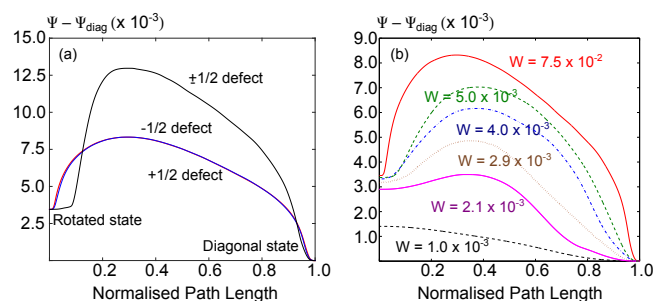 Ψ – Ψdiag (x 10⁻³)
(a)
15.0
12.5
10.0
7.5
5.0
2.5
±1/2 defect
-1/2 defect
+1/2 defect
Rotated state
Diagonal state
0.2 0.4 0.6 0.8 1.0
Normalised Path Length
Ψ – Ψdiag (x 10⁻³)
(b)
9.0
8.0
7.0
6.0
5.0
4.0
3.0
2.0
1.0
W = 7.5 x 10⁻²
W = 5.0 x 10⁻³
W = 4.0 x 10⁻³
W = 2.9 x 10⁻³
W = 2.1 x 10⁻³
W = 1.0 x 10⁻³
0.2 0.4 0.6 0.8 1.0
Normalised Path Length